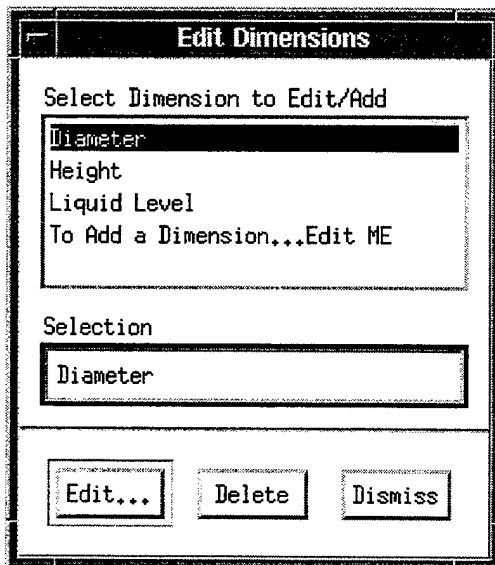 Edit Dimensions
Select Dimension to Edit/Add
Diameter
Height
Liquid Level
To Add a Dimension...Edit ME
Selection
Diameter
Edit... Delete Dismiss